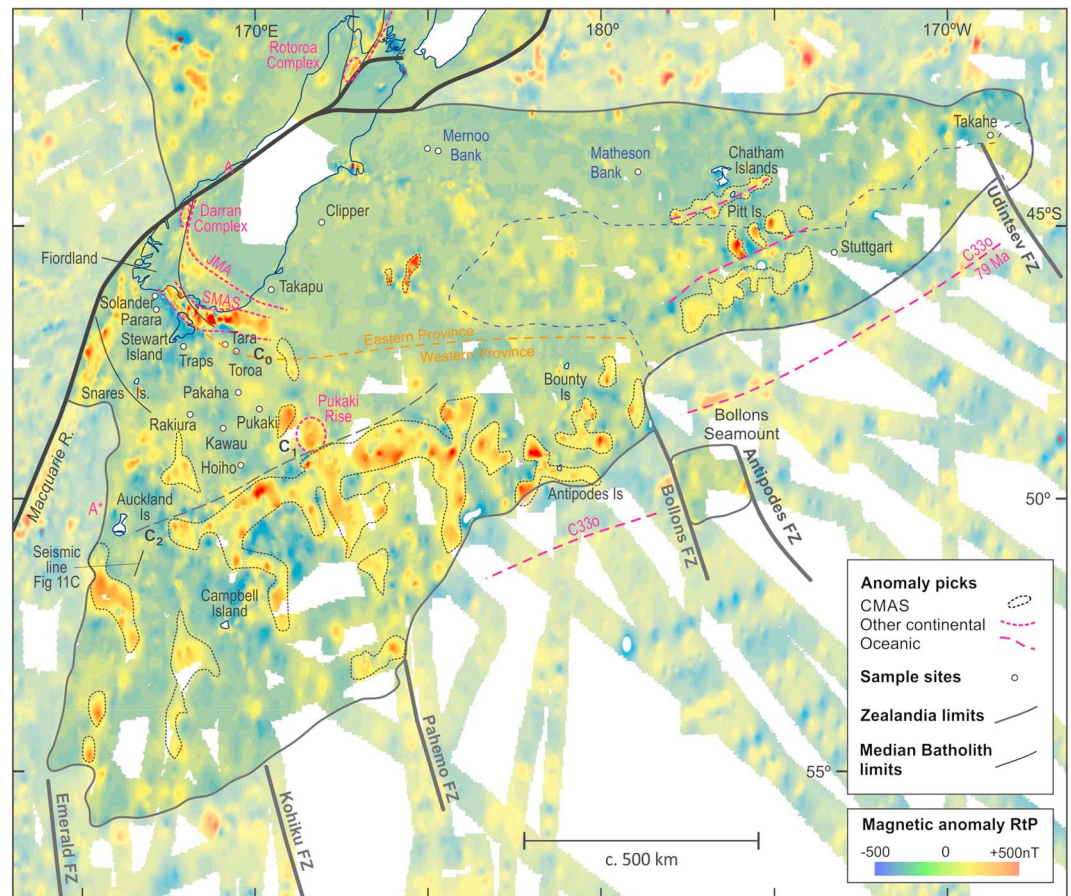 170ºE
180º
170ºW
Rotoroa
Complex
Takahe
Mernoo
Bank
Matheson
Bank
Chatham
Islands
A
Udintsev FZ
Darran
Complex
Clipper
Pitt Is.
45ºS
Stuttgart
C33o
79 Ma
Fiordland
JMA
Takapu
SMAS
Solander
Parara
Stewart
Island
Tara
Eastern Province
Western Province
C₀
Traps
Toroa
Bounty
Is
Snares Is.
Pakaha
Pukaki
Rise
Rakiura
Pukaki
Bollons
Seamount
Kawau
C₁
Hoiho
Macquarie R.
A*
Auckland
Is
Antipodes Is
Antipodes FZ
50º
Bollons FZ
C33o
C₂
Seismic
line
Fig 11C
Campbell
Island
Anomaly picks
CMAS
Other continental
Oceanic
Sample sites
Zealandia limits
Median Batholith
limits
Pahemo FZ
55º
Emerald FZ
Kohiku FZ
c. 500 km
Magnetic anomaly RtP
-500
0
+500nT